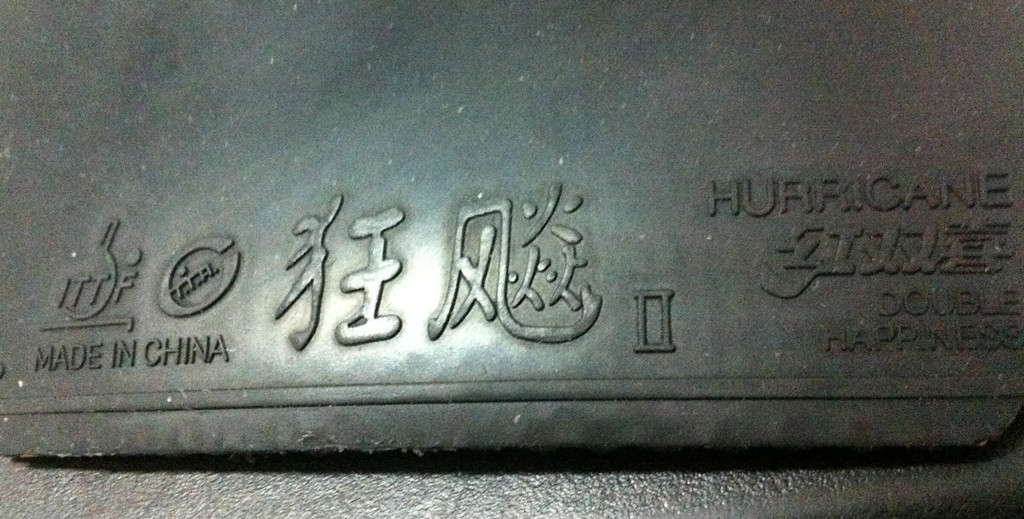 ITTF
MADE IN CHINA
狂飚 II
HURRICANE
红双喜
DOUBLE
HAPPINESS